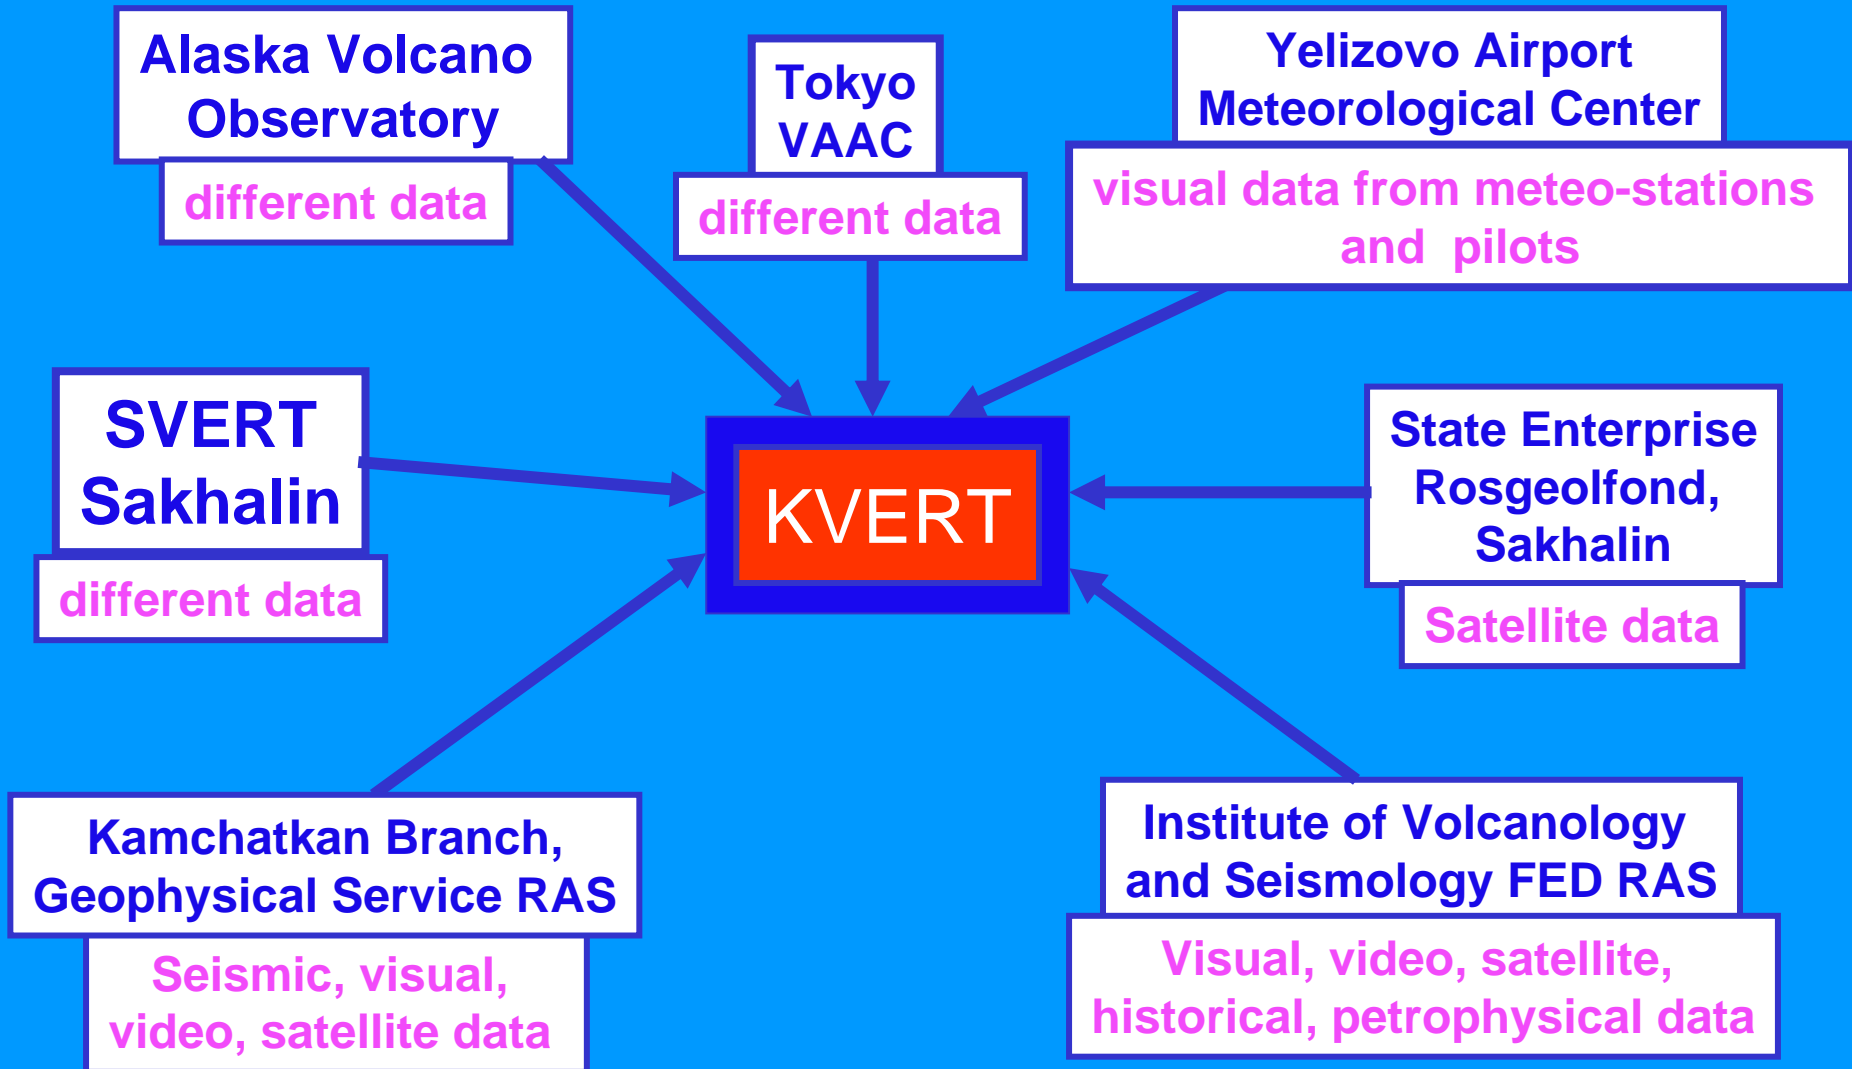 Alaska Volcano
Observatory
different data
Tokyo
VAAC
different data
Yelizovo Airport
Meteorological Center
visual data from meteo-stations
and pilots
SVERT
Sakhalin
different data
KVERT
State Enterprise
Rosgeolfond,
Sakhalin
Satellite data
Kamchatkan Branch,
Geophysical Service RAS
Seismic, visual,
video, satellite data
Institute of Volcanology
and Seismology FED RAS
Visual, video, satellite,
historical, petrophysical data